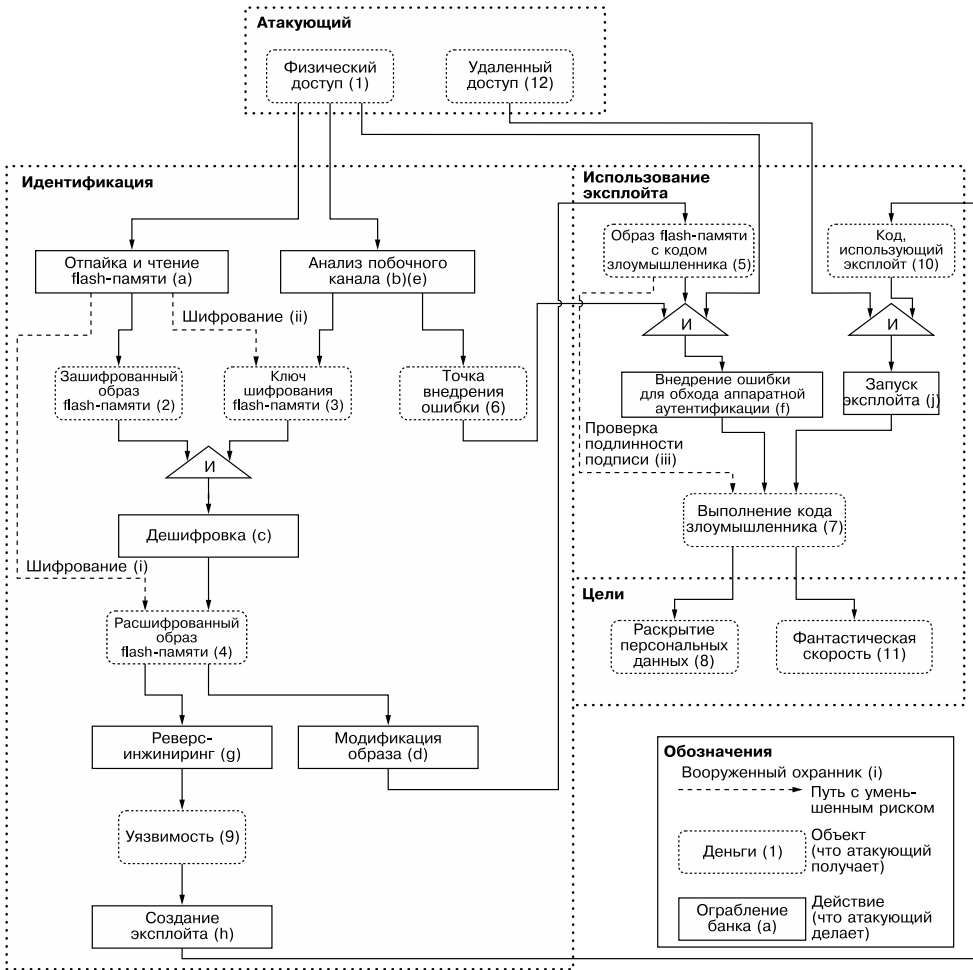 Атакующий
Физический
доступ (1)
Удаленный
доступ (12)
Идентификация
Отпайка и чтение
flash-памяти (a)
Анализ побочного
канала (b)(e)
Шифрование (ii)
Зашифрованный
образ
flash-памяти (2)
Ключ
шифрования
flash-памяти (3)
Точка
внедрения
ошибки (6)
И
Дешифровка (c)
Шифрование (i)
Расшифрованный
образ
flash-памяти (4)
Реверс-
инжиниринг (g)
Модификация
образа (d)
Уязвимость (9)
Создание
эксплойта (h)
Использование
эксплойта
Образ flash-памяти
с кодом
злоумышленника (5)
Код,
использующий
эксплойт (10)
И
И
Внедрение ошибки
для обхода аппаратной
аутентификации (f)
Запуск
эксплойта (j)
Проверка
подлинности
подписи (iii)
Выполнение кода
злоумышленника (7)
Цели
Раскрытие
персональных
данных (8)
Фантастическая
скорость (11)
Обозначения
Вооруженный охранник (i)
Путь с умень-
шенным риском
Деньги (1)
Объект
(что атакующий
получает)
Ограбление
банка (a)
Действие
(что атакующий
делает)